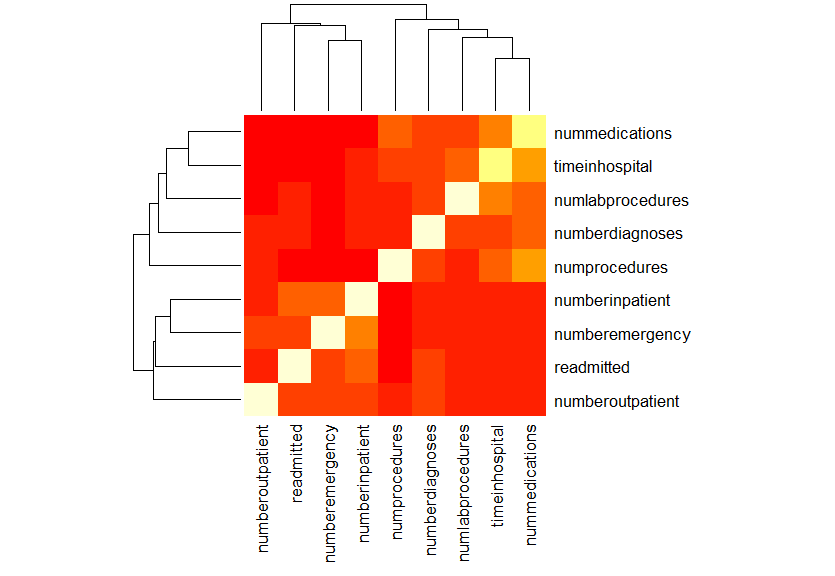 nummedications
timeinhospital
numlabprocedures
numberdiagnoses
numprocedures
numberinpatient
numberemergency
readmitted
numberoutpatient
numberoutpatient
readmitted
numberemergency
numberinpatient
numprocedures
numberdiagnoses
numlabprocedures
timeinhospital
nummedications